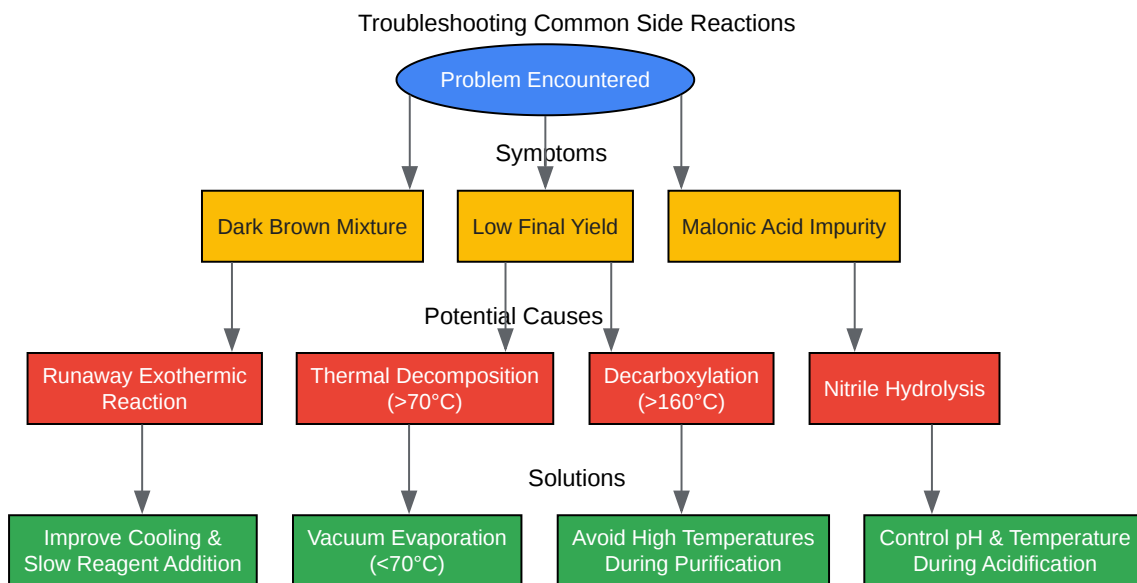 Troubleshooting Common Side Reactions
Problem Encountered
Symptoms
Dark Brown Mixture
Low Final Yield
Malonic Acid Impurity
Potential Causes
Runaway Exothermic
Reaction
Thermal Decomposition
(>70°C)
Decarboxylation
(>160°C)
Nitrile Hydrolysis
Solutions
Improve Cooling &
Slow Reagent Addition
Vacuum Evaporation
(<70°C)
Avoid High Temperatures
During Purification
Control pH & Temperature
During Acidification